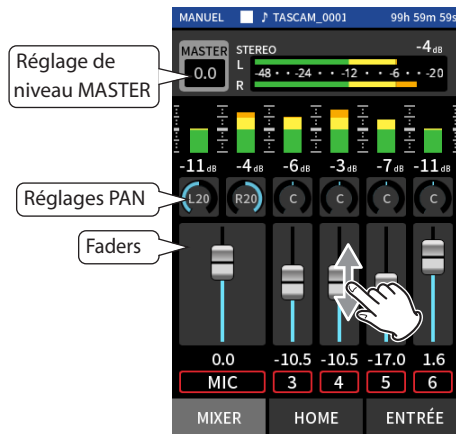 MANUEL ♪ TASCAM_0001 99h 59m 59s
Réglage de
niveau MASTER
MASTER
0.0
STEREO -4dB
L
-48 · · -24 · · -12 · · -6 · · -20
R
-11dB -4dB -6dB -3dB -7dB -11dB
Réglages PAN
L20 R20 C C C C
Faders
0.0 -10.5 -10.5 -17.0 1.6
MIC 3 4 5 6
MIXER HOME ENTRÉE